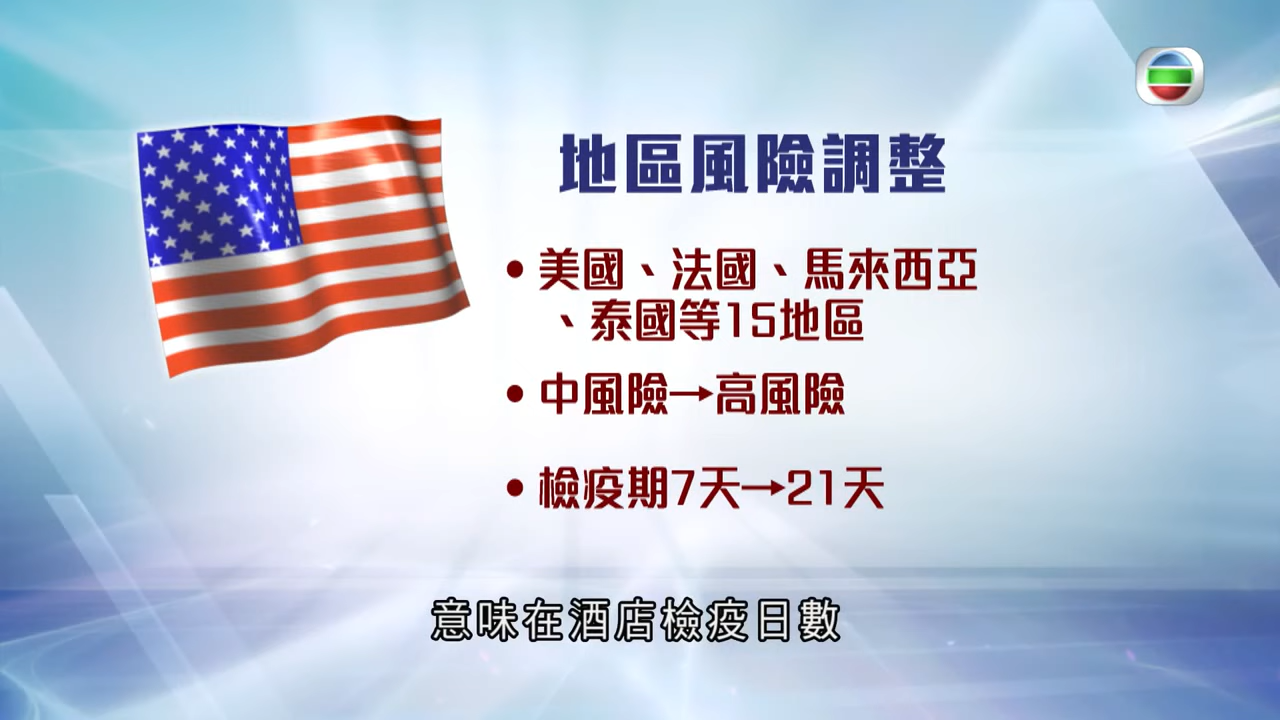 地區風險調整
•美國、法國、馬來西亞
、泰國等15地區
•中風險→高風險
•檢疫期7天→21天
意味在酒店檢疫日數